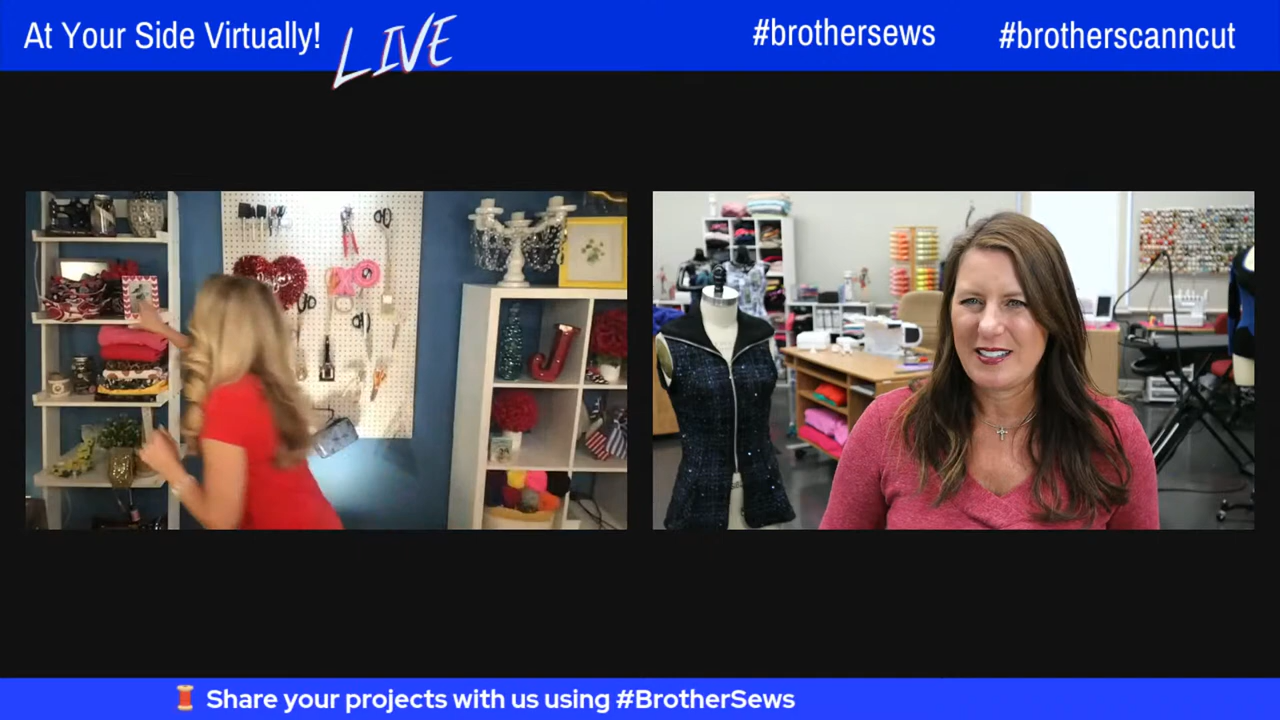 At Your Side Virtually! LIVE
#brothersews
#brotherscanncut
J
Share your projects with us using #BrotherSews